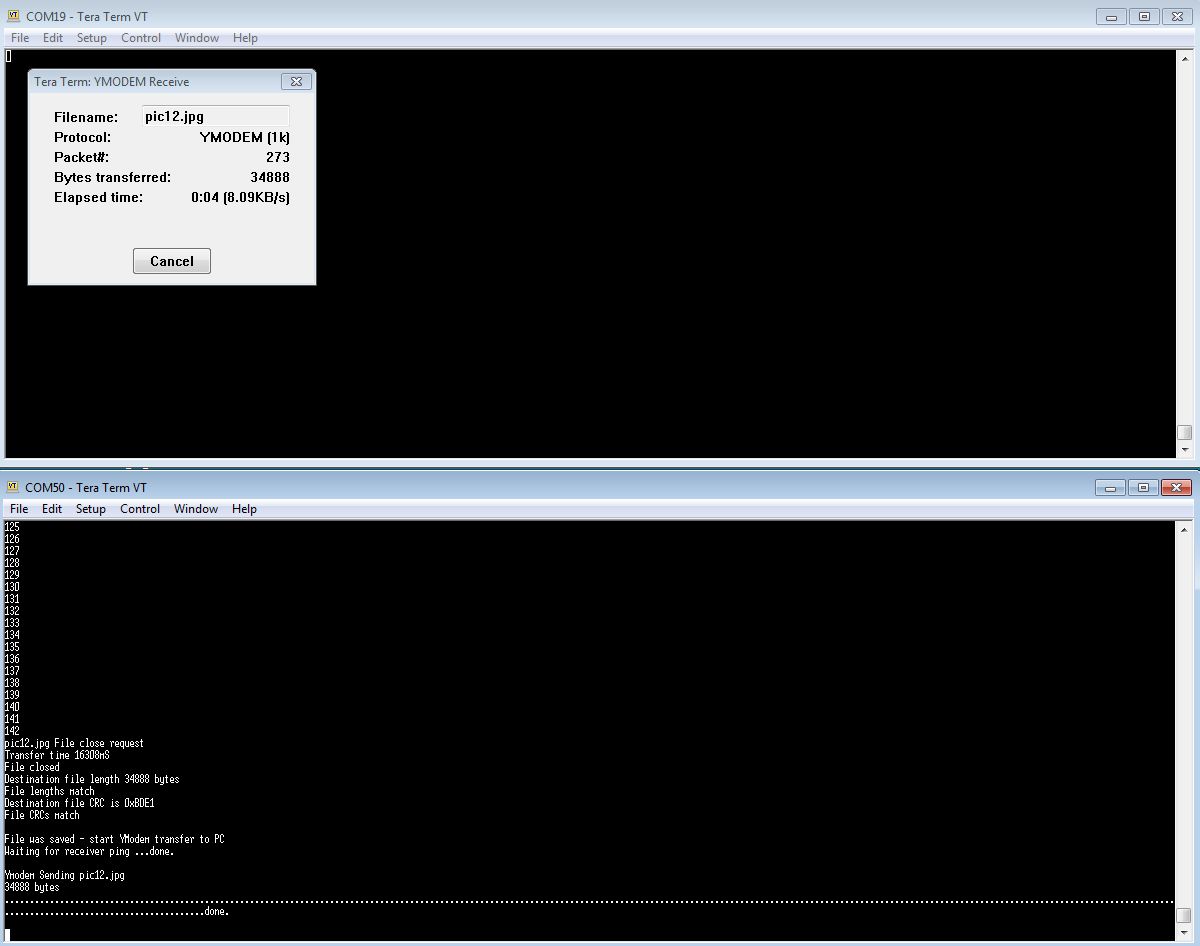 COM19 - Tera Term VT
File Edit Setup Control Window Help
Tera Term: YMODEM Receive
Filename: pic12.jpg
Protocol: YMODEM (1k)
Packet#: 273
Bytes transferred: 34888
Elapsed time: 0:04 (8.09KB/s)
Cancel
COM50 - Tera Term VT
File Edit Setup Control Window Help
125
126
127
128
129
130
131
132
133
134
135
136
137
138
139
140
141
142
pic12.jpg File close request
Transfer time 16308mS
File closed
Destination file length 34888 bytes
File lengths match
Destination file CRC is 0xBDE1
File CRCs match
File was saved - start YModem transfer to PC
Waiting for receiver ping ...done.
Ymodem Sending pic12.jpg
34888 bytes
.........................................................................................................................................................................................................................................
........................................done.